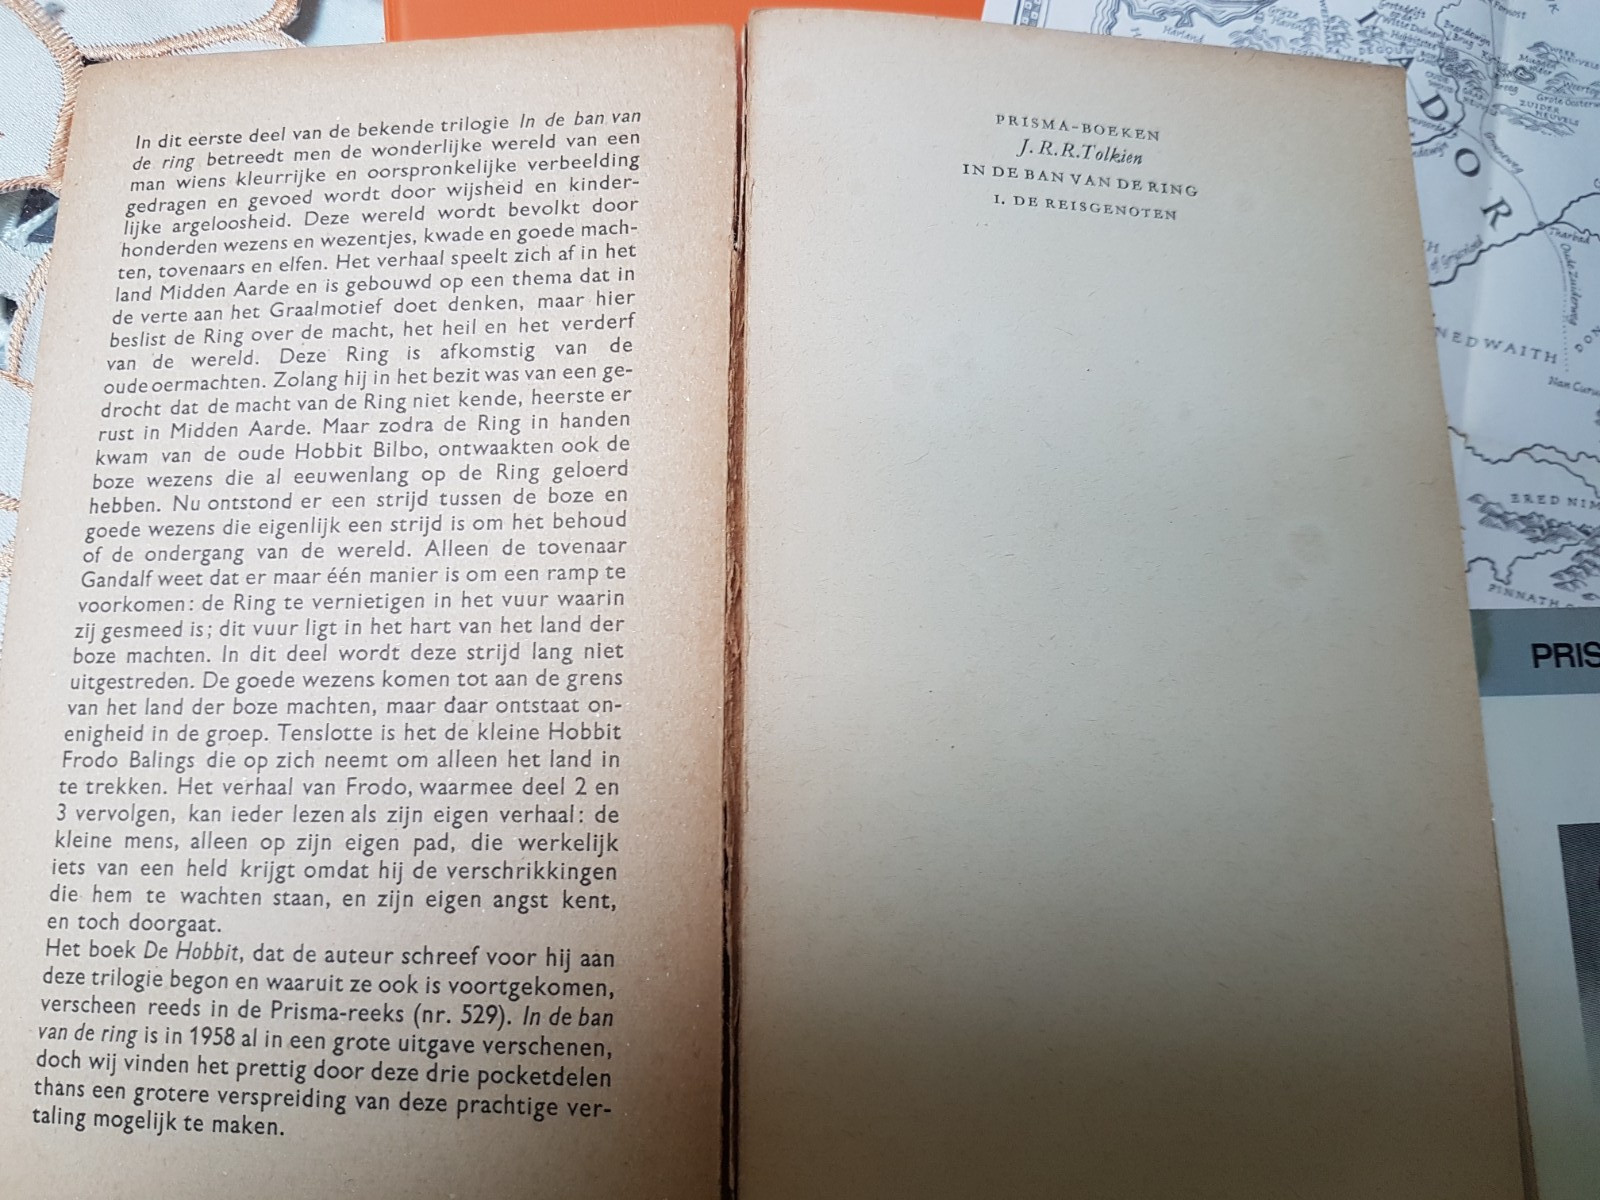 In dit eerste deel van de bekende trilogie In de ban van
de ring betreedt men de wonderlijke wereld van een
man wiens kleurrijke en oorspronkelijke verbeelding
gedragen en gevoed wordt door wijsheid en kinder-
lijke argeloosheid. Deze wereld wordt bevolkt door
honderden wezens en wezentjes, kwade en goede mach-
ten, tovenaars en elfen. Het verhaal speelt zich af in het
land Midden Aarde en is gebouwd op een thema dat in
de verte aan het Graalmotief doet denken, maar hier
beslist de Ring over de macht, het heil en het verderf
van de wereld. Deze Ring is afkomstig van de
oude oermachten. Zolang hij in het bezit was van een ge-
drocht dat de macht van de Ring niet kende, heerste er
rust in Midden Aarde. Maar zodra de Ring in handen
kwam van de oude Hobbit Bilbo, ontwaakten ook de
boze wezens die al eeuwenlang op de Ring geloerd
hebben. Nu ontstond er een strijd tussen de boze en
goede wezens die eigenlijk een strijd is om het behoud
of de ondergang van de wereld. Alleen de tovenaar
Gandalf weet dat er maar één manier is om een ramp te
voorkomen: de Ring te vernietigen in het vuur waarin
zij gesmeed is; dit vuur ligt in het hart van het land der
boze machten. In dit deel wordt deze strijd lang niet
uitgestreden. De goede wezens komen tot aan de grens
van het land der boze machten, maar daar ontstaat on-
enigheid in de groep. Tenslotte is het de kleine Hobbit
Frodo Balings die op zich neemt om alleen het land in
te trekken. Het verhaal van Frodo, waarmee deel 2 en
3 vervolgen, kan ieder lezen als zijn eigen verhaal: de
kleine mens, alleen op zijn eigen pad, die werkelijk
iets van een held krijgt omdat hij de verschrikkingen
die hem te wachten staan, en zijn eigen angst kent,
en toch doorgaat.
Het boek De Hobbit, dat de auteur schreef voor hij aan
deze trilogie begon en waaruit ze ook is voortgekomen,
verscheen reeds in de Prisma-reeks (nr. 529). In de ban
van de ring is in 1958 al in een grote uitgave verschenen,
doch wij vinden het prettig door deze drie pocketdelen
thans een grotere verspreiding van deze prachtige ver-
taling mogelijk te maken.
PRISMA-BOEKEN
J.R.R.Tolkien
IN DE BAN VAN DE RING
I. DE REISGENOTEN
Harland
Tharbad
Oude Zuiderweg
NEDWAITH
ERED NIM
PINNATH
PRIS